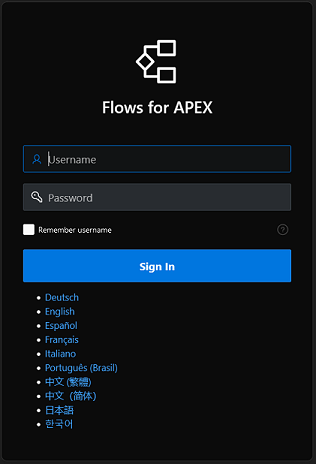 Flows for APEX
Username
Password
Remember username
?
Sign In
Deutsch
English
Español
Français
Italiano
Português (Brasil)
中文 (繁體)
中文（简体）
日本語
한국어